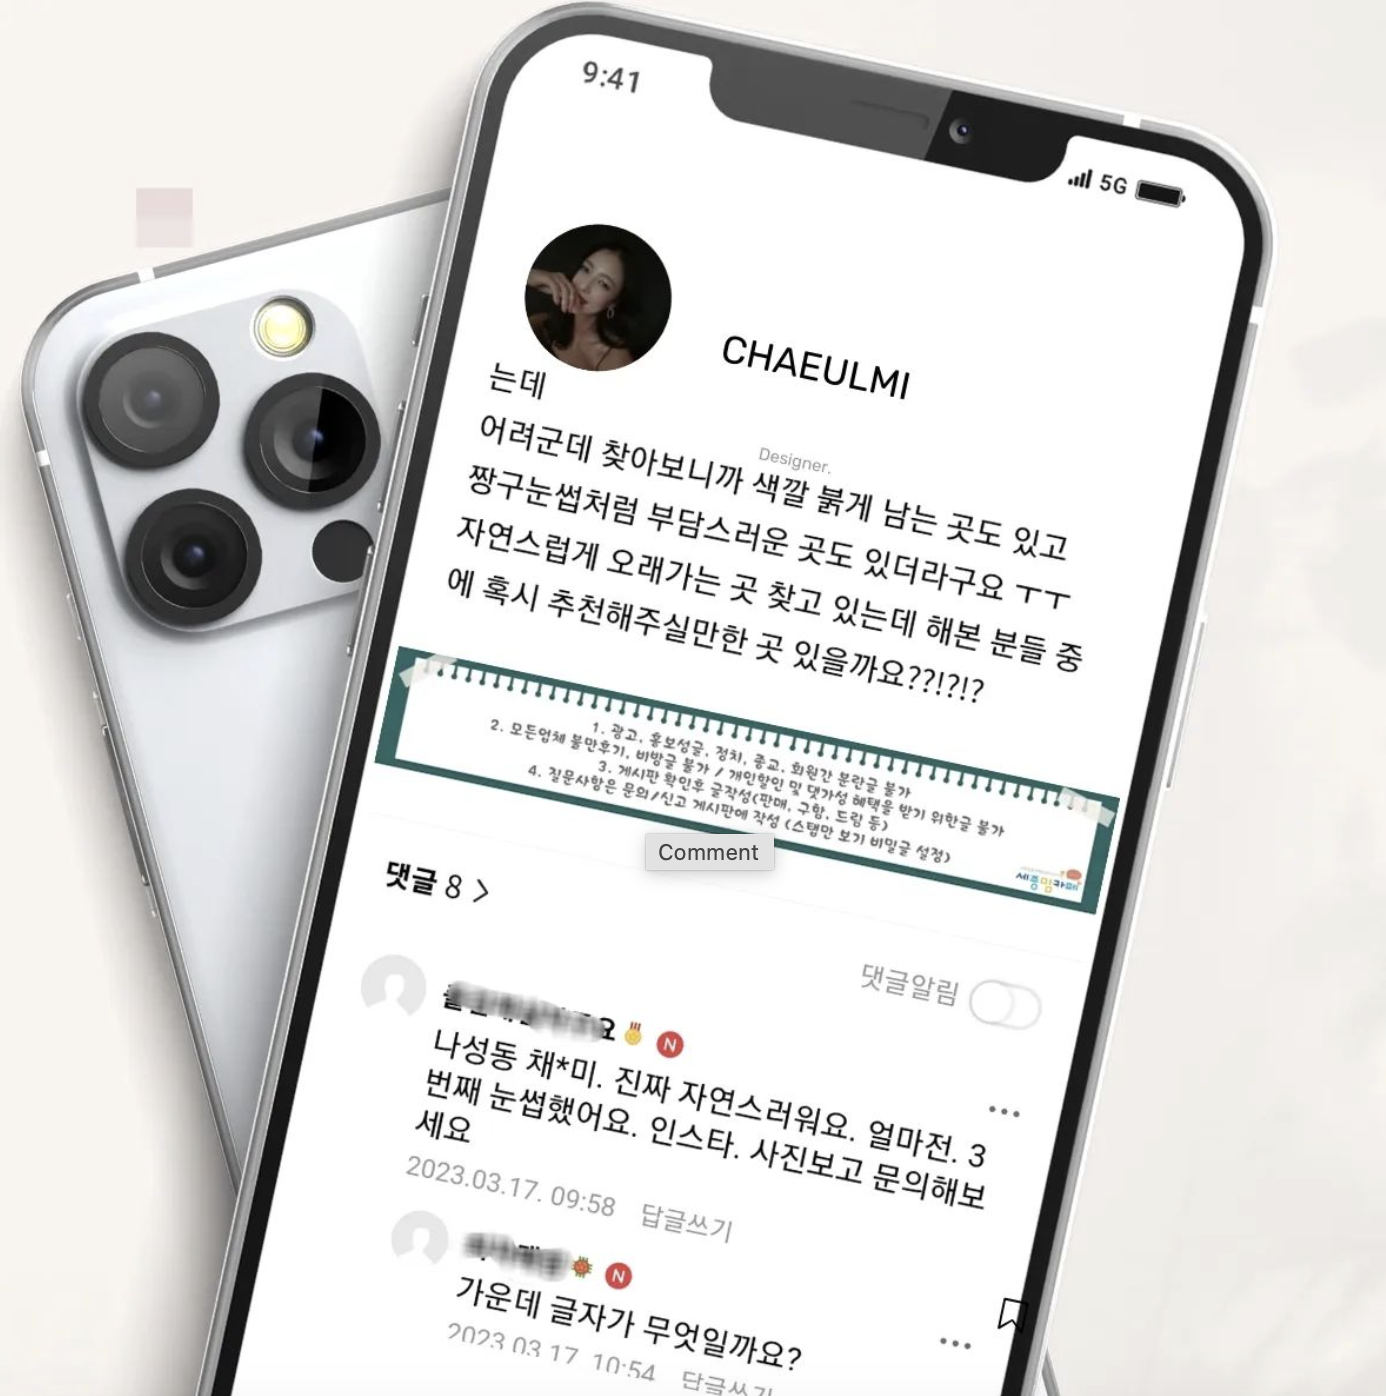 9:41
5G
CHAEULMI
Designer.
는데
어려군데 찾아보니까 색깔 붉게 남는 곳도 있고
짱구눈썹처럼 부담스러운 곳도 있더라구요 ㅜㅜ
자연스럽게 오래가는 곳 찾고 있는데 해본 분들 중
에 혹시 추천해주실만한 곳 있을까요??!?!?
1. 광고, 홍보성글, 정치, 종교, 회원간 분란글 불가
2. 모든업체 불만후기, 비방글 불가 / 개인할인 및 댓가성 혜택을 받기 위한글 불가
3. 게시판 확인후 글작성(판매, 구함, 드림 등)
4. 질문사항은 문의/신고 게시판에 작성 (스탭만 보기 비밀글 설정)
세종맘카페
Comment
댓글 8 >
댓글알림
요
N
나성동 채*미. 진짜 자연스러워요. 얼마전. 3
번째 눈썹했어요. 인스타. 사진보고 문의해보
세요
2023.03.17. 09:58 답글쓰기
N
가운데 글자가 무엇일까요?
2023.03.17. 10:54 답글쓰기